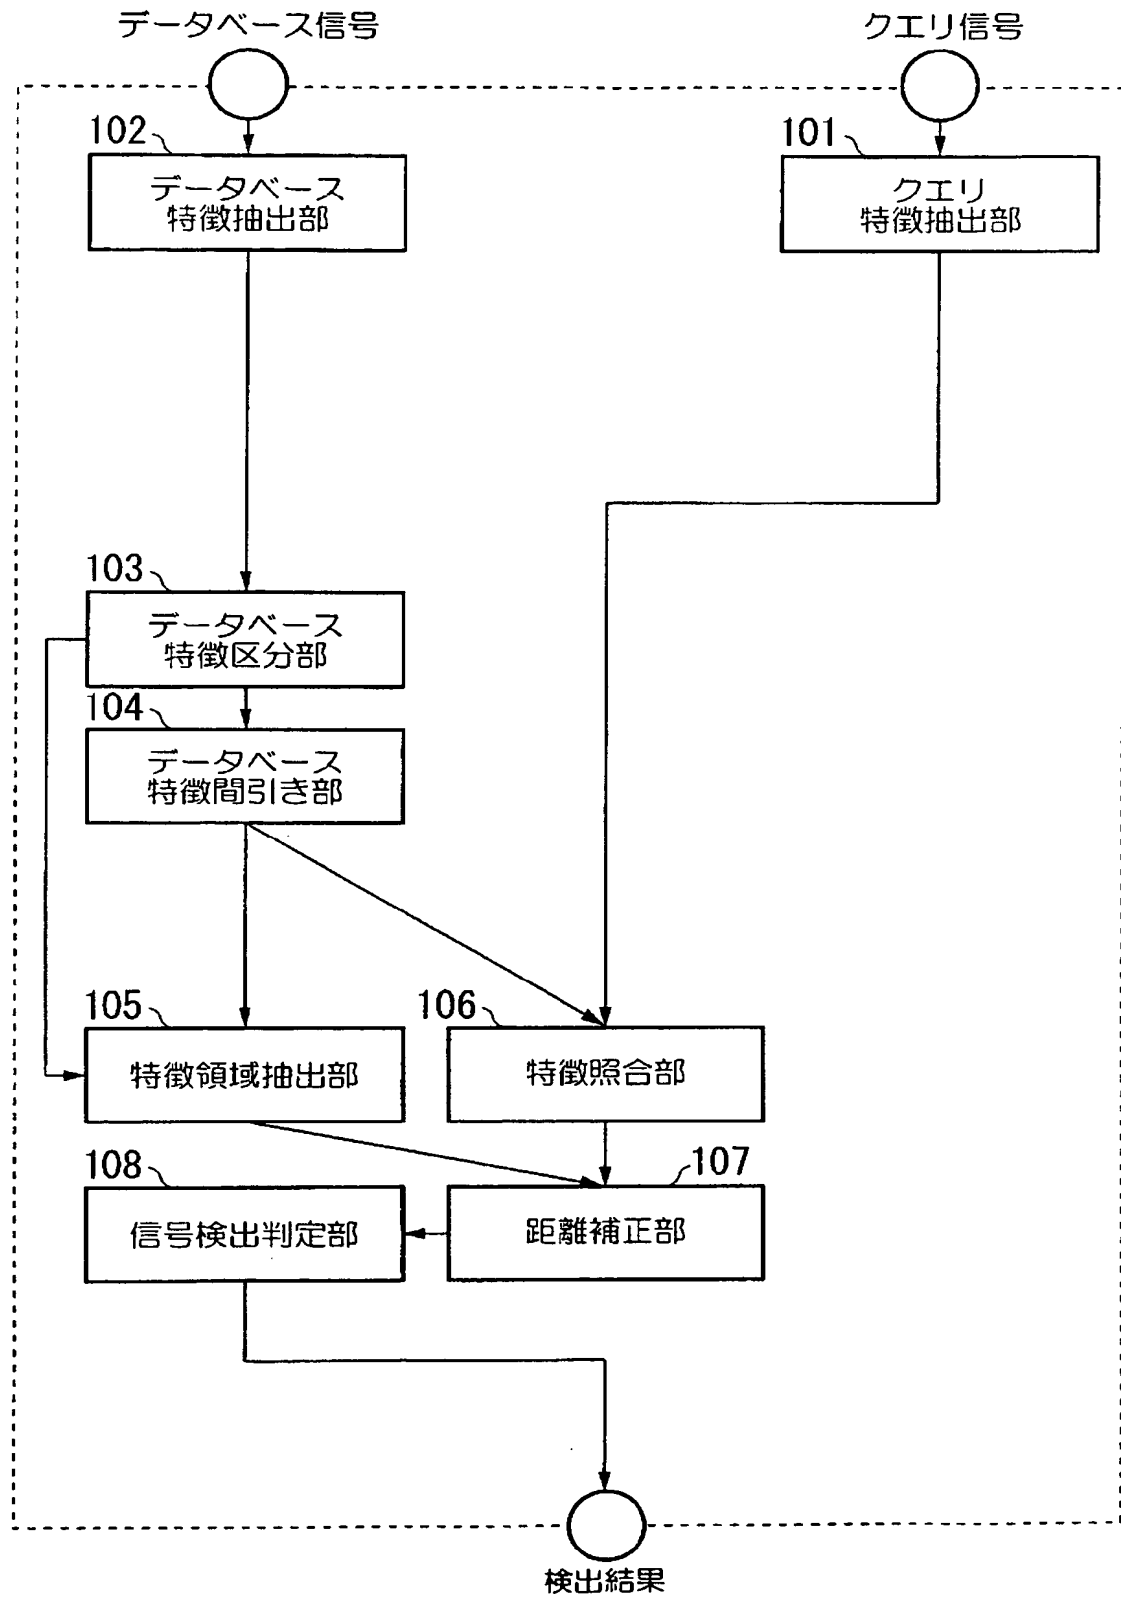 データベース信号
クエリ信号
102
101
データベース
特徴抽出部
クエリ
特徴抽出部
103
データベース
特徴区分部
104
データベース
特徴間引き部
105
106
特徴領域抽出部
特徴照合部
108
107
信号検出判定部
距離補正部
検出結果